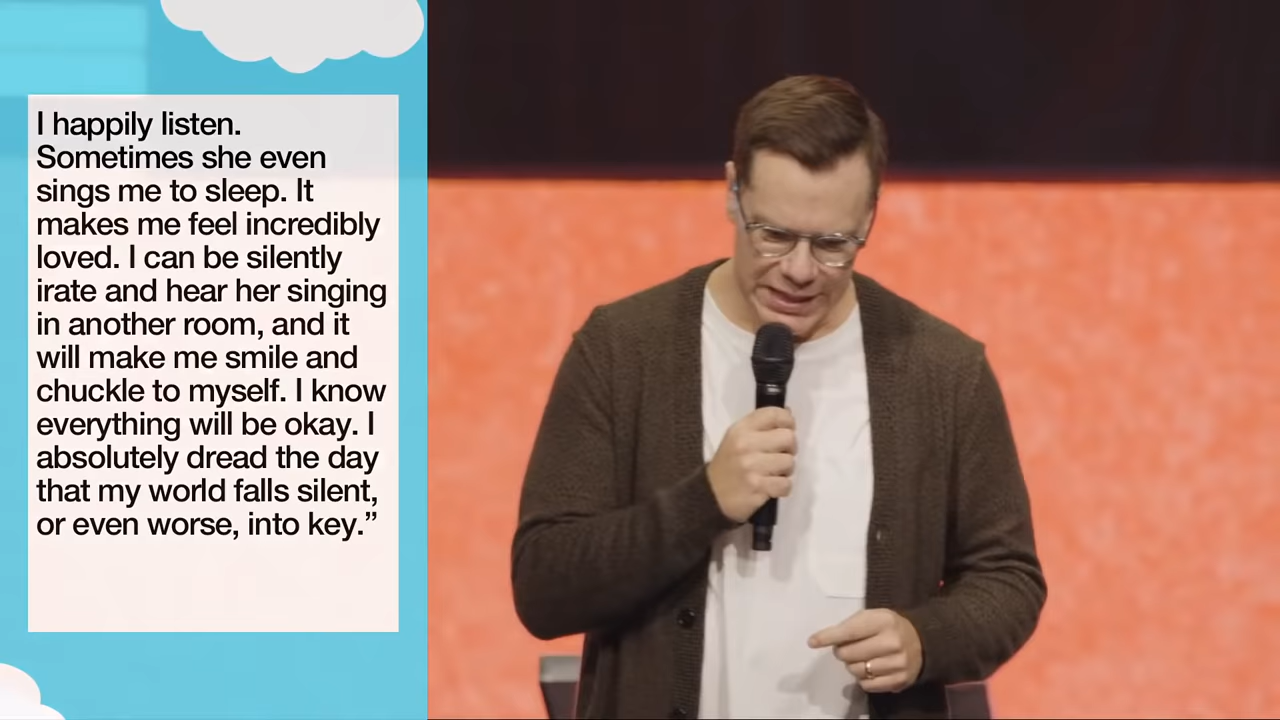 I happily listen.
Sometimes she even
sings me to sleep. It
makes me feel incredibly
loved. I can be silently
irate and hear her singing
in another room, and it
will make me smile and
chuckle to myself. I know
everything will be okay. I
absolutely dread the day
that my world falls silent,
or even worse, into key.”